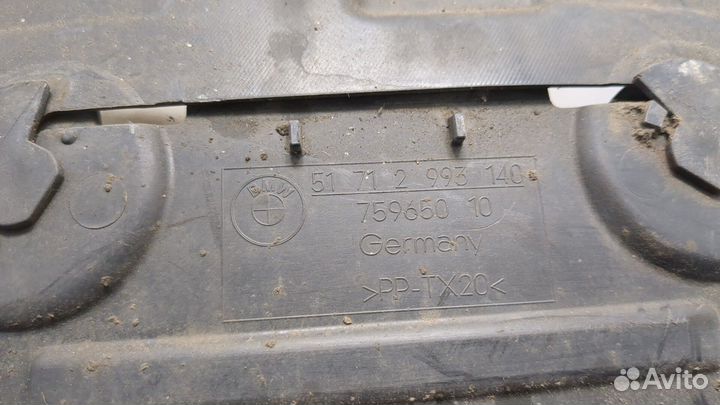 BMW
51 71 2 993 140
759650 10
Germany
>PP-TX20<
Avito